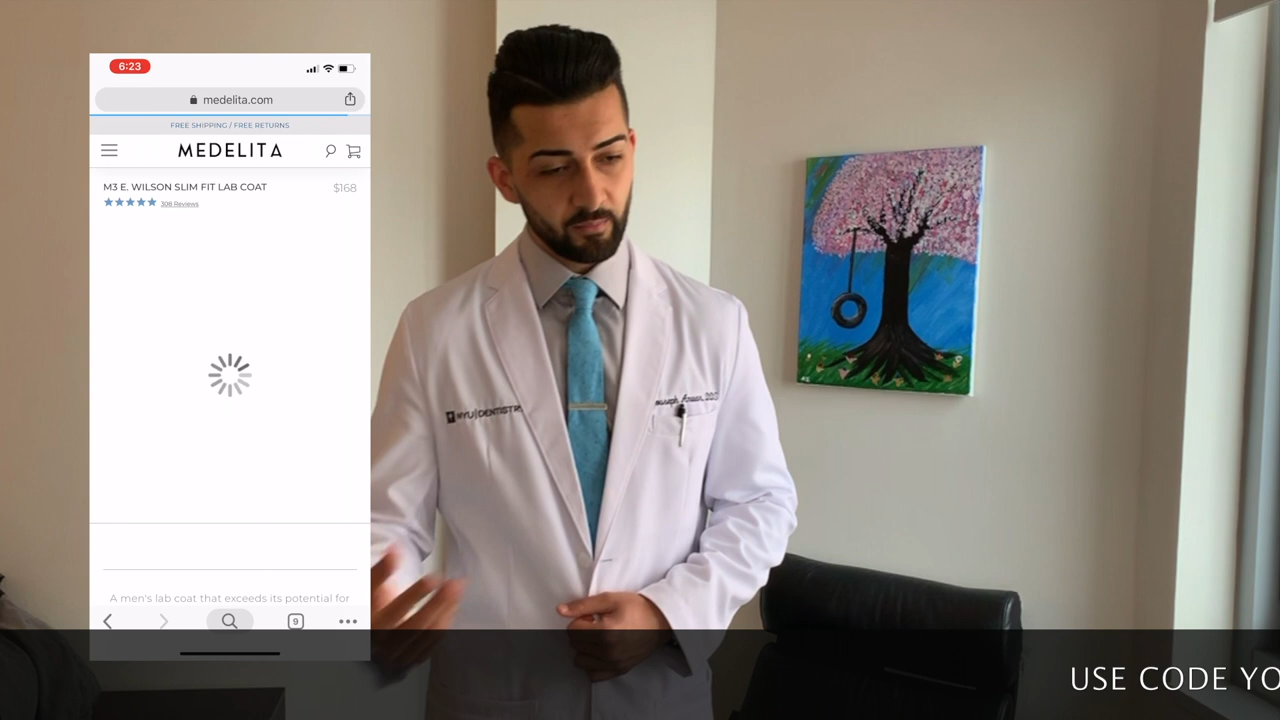 6:23
medelita.com
FREE SHIPPING / FREE RETURNS
MEDELITA
M3 E. WILSON SLIM FIT LAB COAT
$168
308 Reviews
A men's lab coat that exceeds its potential for
9
NYU DENTISTRY
DDS
USE CODE YO